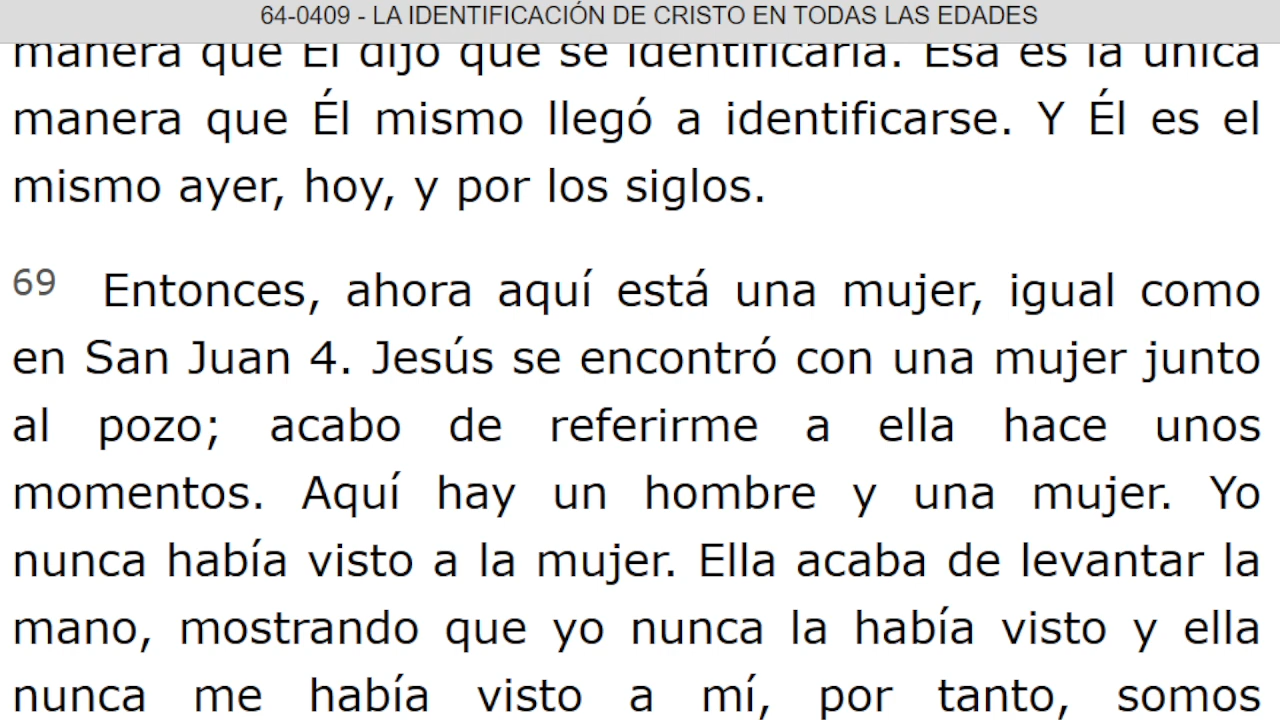 64-0409 - LA IDENTIFICACIÓN DE CRISTO EN TODAS LAS EDADES
manera que Él dijo que se identificaría. Esa es la única
manera que Él mismo llegó a identificarse. Y Él es el
mismo ayer, hoy, y por los siglos.
69 Entonces, ahora aquí está una mujer, igual como
en San Juan 4. Jesús se encontró con una mujer junto
al pozo; acabo de referirme a ella hace unos
momentos. Aquí hay un hombre y una mujer. Yo
nunca había visto a la mujer. Ella acaba de levantar la
mano, mostrando que yo nunca la había visto y ella
nunca me había visto a mí, por tanto, somos